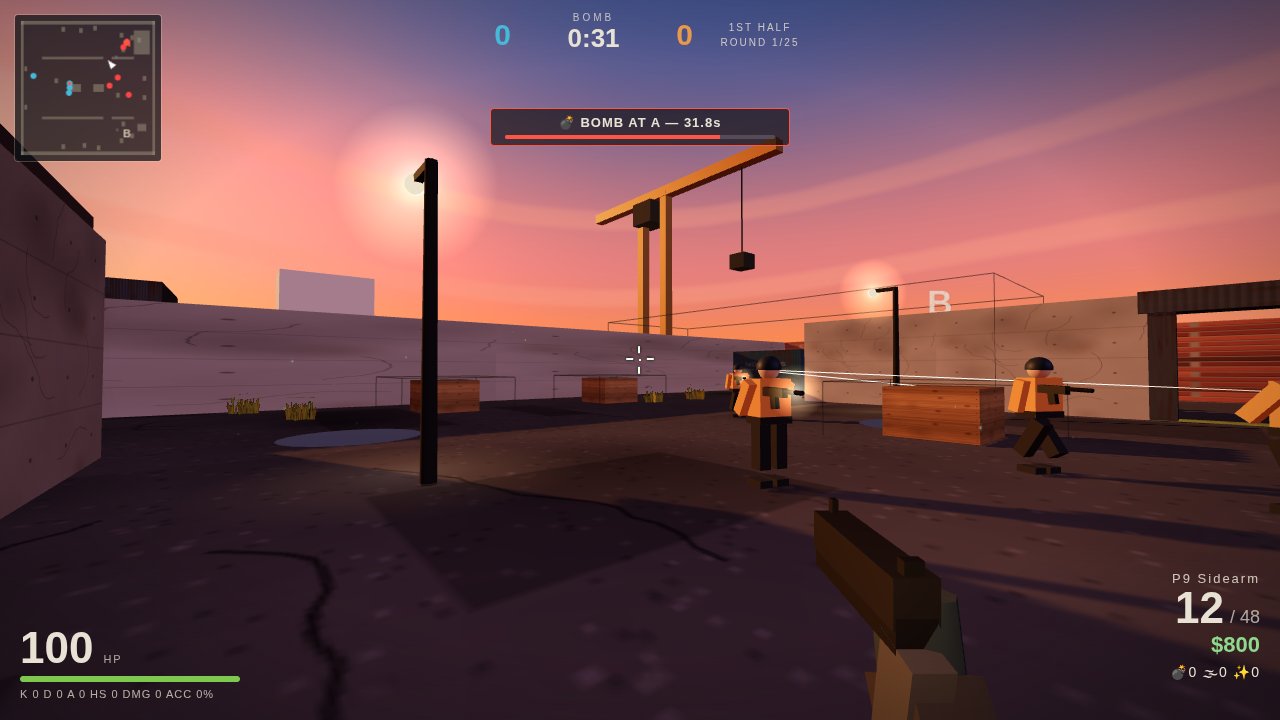 BOMB
0
0:31
0
1ST HALF
ROUND 1/25
💣 BOMB AT A — 31.8s
B
B
P9 Sidearm
12 / 48
$800
💣0 🌫0 ✨0
100 HP
K 0 D 0 A 0 HS 0 DMG 0 ACC 0%